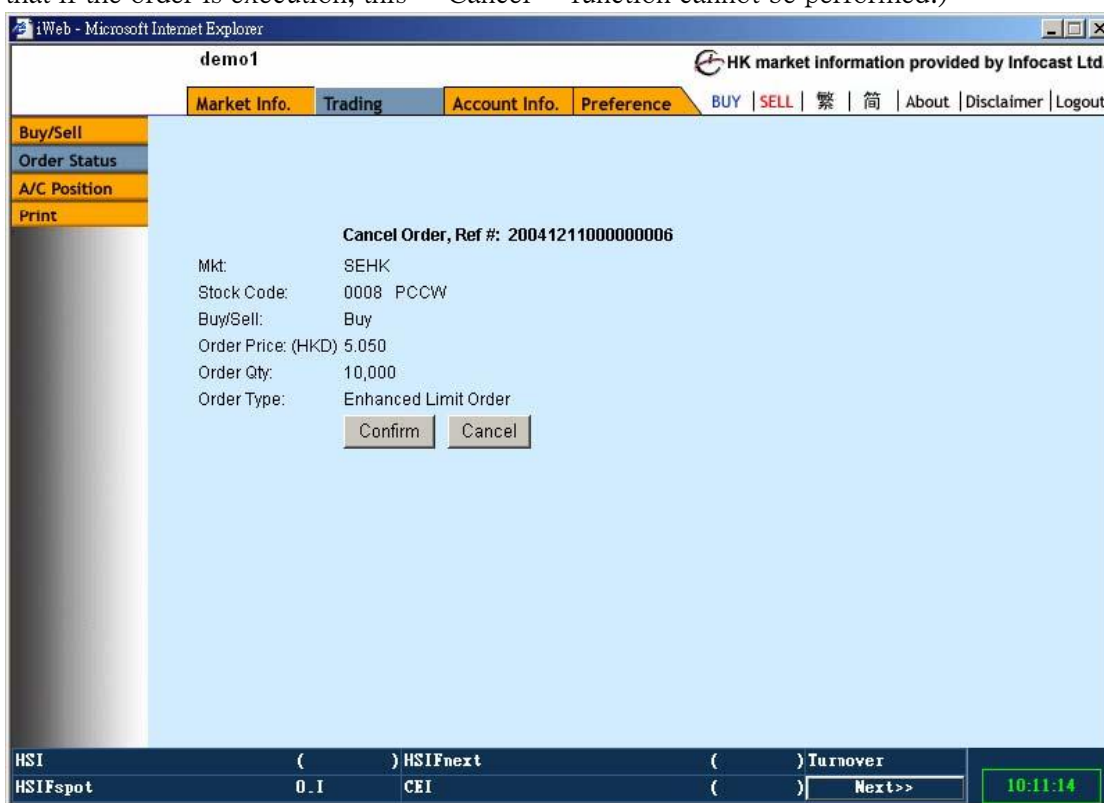 that if the order is execution, this "Cancel" function cannot be performed.)
iWeb - Microsoft Internet Explorer
demo1
HK market information provided by Infocast Ltd.
Market Info. Trading Account Info. Preference BUY | SELL | 繁 | 简 | About | Disclaimer | Logout
Buy/Sell
Order Status
A/C Position
Print
Cancel Order, Ref #: 20041211000000006
Mkt: SEHK
Stock Code: 0008 PCCW
Buy/Sell: Buy
Order Price: (HKD) 5.050
Order Qty: 10,000
Order Type: Enhanced Limit Order
Confirm Cancel
HSI ( ) HSIFnext ( ) Turnover
HSIFspot O.I CEI ( ) Next>> 10:11:14